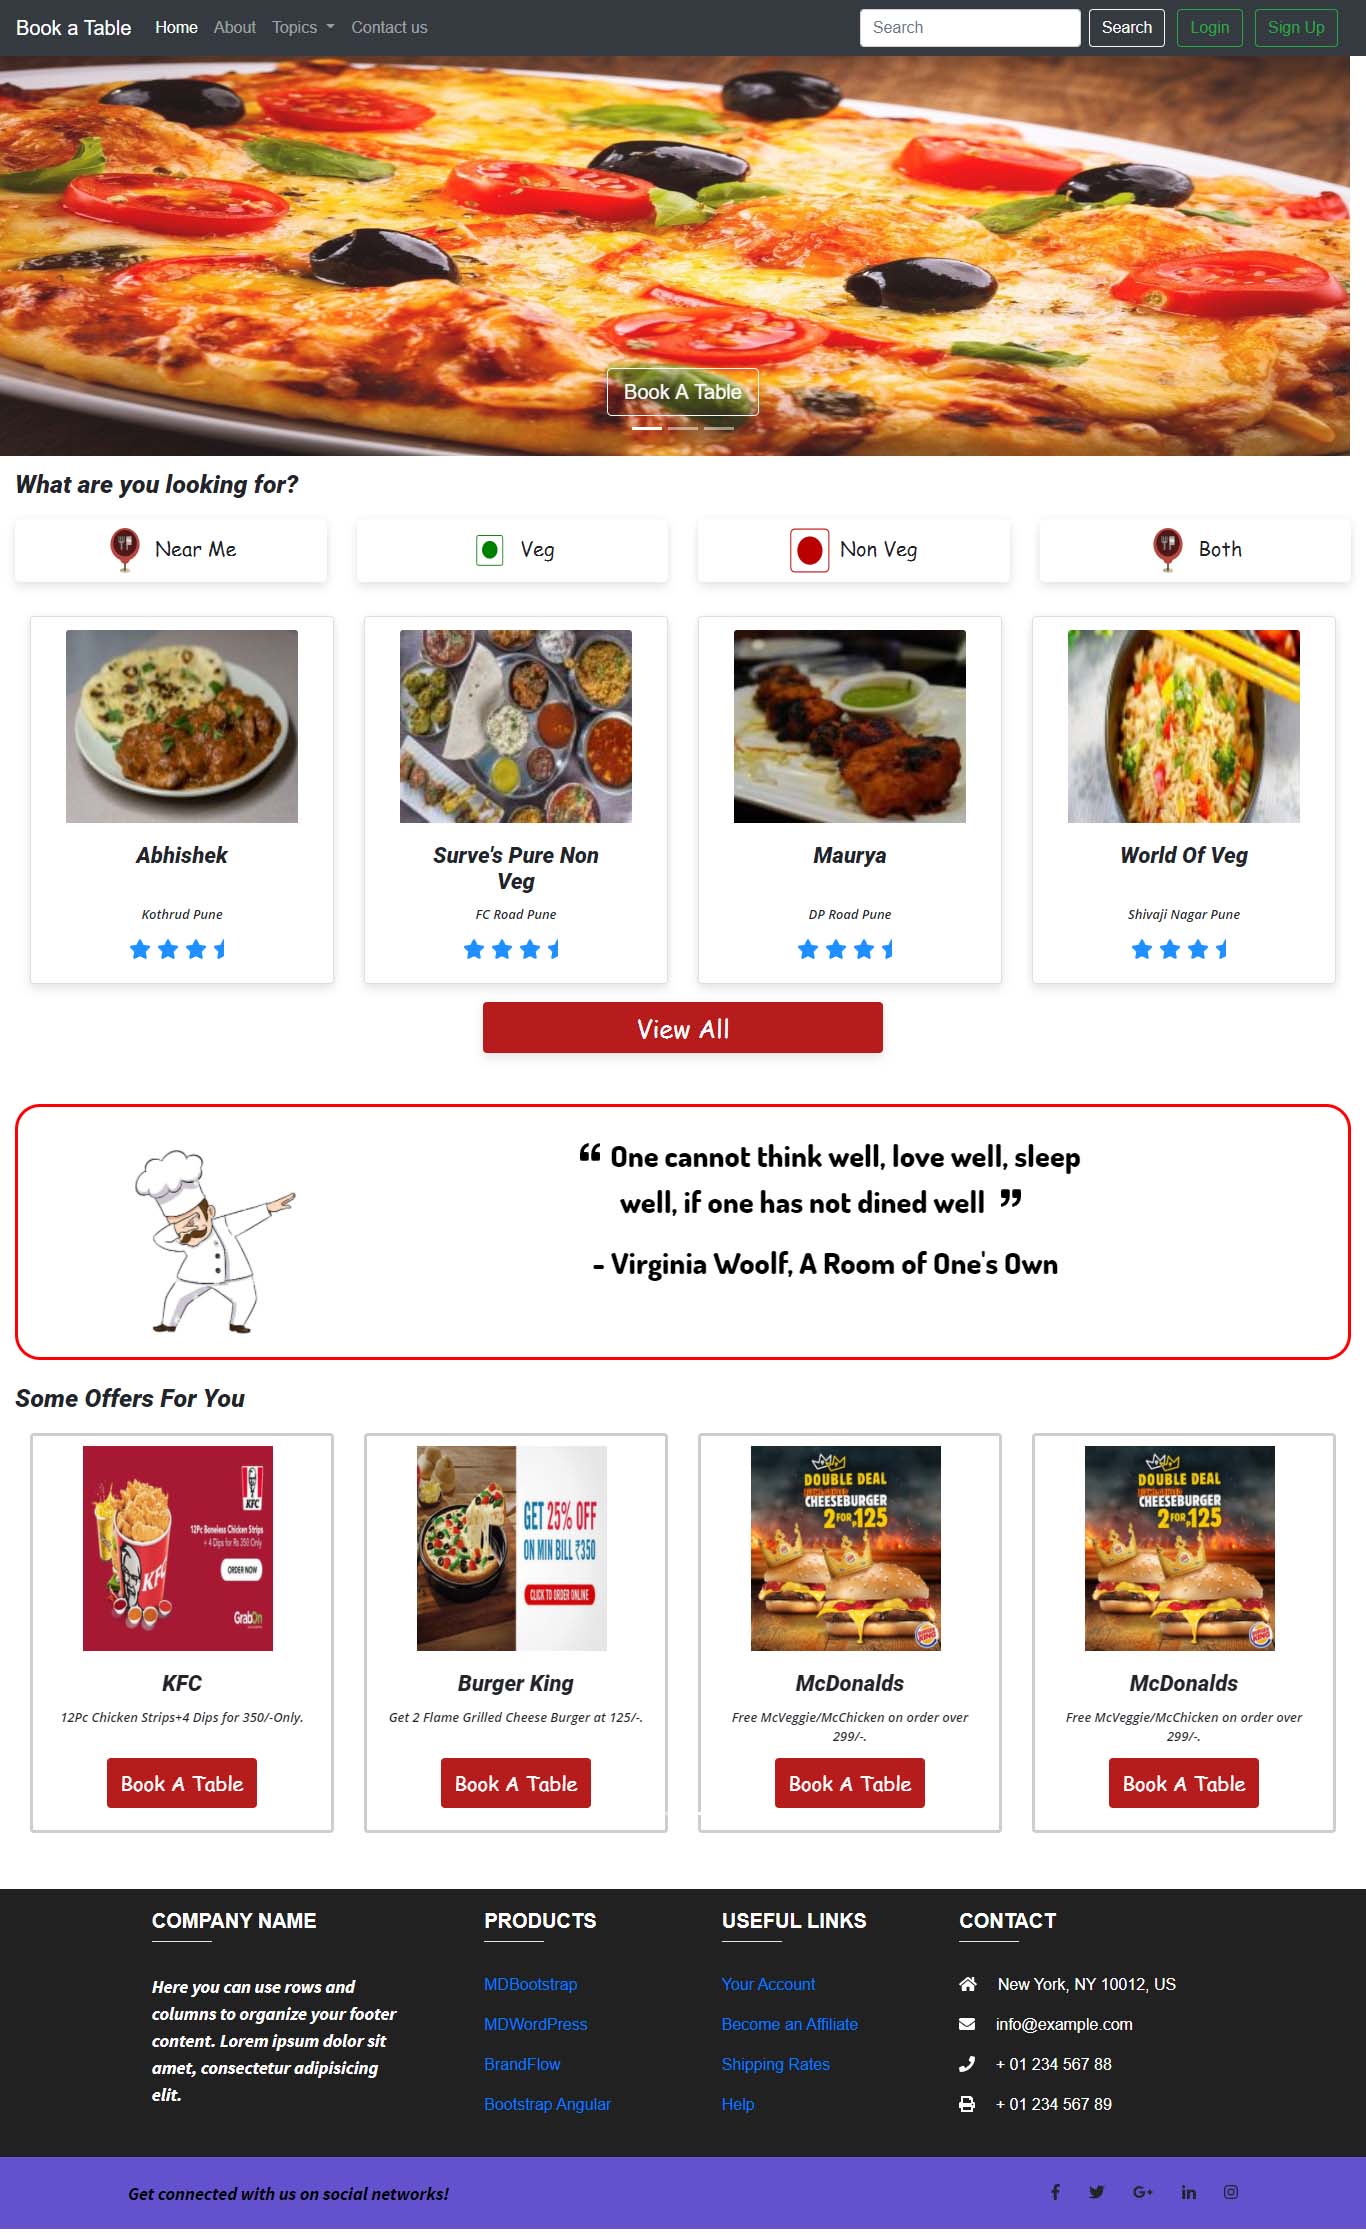 Book a Table Home About Topics Contact us Search Search Login Sign Up
Book A Table
What are you looking for?
Near Me Veg Non Veg Both
Abhishek
Kothrud Pune
Surve's Pure Non
Veg
FC Road Pune
Maurya
DP Road Pune
World Of Veg
Shivaji Nagar Pune
View All
“ One cannot think well, love well, sleep
well, if one has not dined well ”
- Virginia Woolf, A Room of One's Own
Some Offers For You
KFC
12Pc Boneless Chicken Strips
+ 4 Dips for Rs 350 Only
ORDER NOW
KFC
GrabOn
KFC
12Pc Chicken Strips+4 Dips for 350/-Only.
Book A Table
GET 25% OFF
ON MIN BILL ₹350
CLICK TO ORDER ONLINE
Burger King
Get 2 Flame Grilled Cheese Burger at 125/-.
Book A Table
DOUBLE DEAL
CHEESEBURGER
2 FOR ₱125
BURGER KING
McDonalds
Free McVeggie/McChicken on order over
299/-.
Book A Table
DOUBLE DEAL
CHEESEBURGER
2 FOR ₱125
BURGER KING
McDonalds
Free McVeggie/McChicken on order over
299/-.
Book A Table
COMPANY NAME
Here you can use rows and
columns to organize your footer
content. Lorem ipsum dolor sit
amet, consectetur adipisicing
elit.
PRODUCTS
MDBootstrap
MDWordPress
BrandFlow
Bootstrap Angular
USEFUL LINKS
Your Account
Become an Affiliate
Shipping Rates
Help
CONTACT
New York, NY 10012, US
info@example.com
+ 01 234 567 88
+ 01 234 567 89
Get connected with us on social networks!